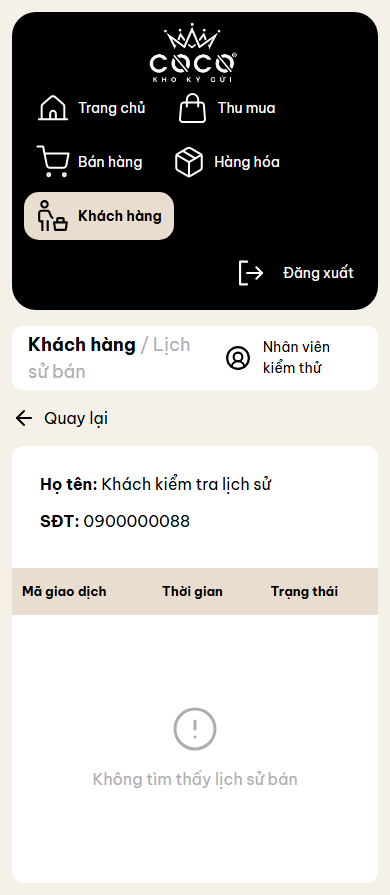 COCO®
KHO KÝ GỬI
Trang chủ
Thu mua
Bán hàng
Hàng hóa
Khách hàng
Đăng xuất
Khách hàng / Lịch
sử bán
Nhân viên
kiểm thử
Quay lại
Họ tên: Khách kiểm tra lịch sử
SĐT: 0900000088
Mã giao dịch
Thời gian
Trạng thái
Không tìm thấy lịch sử bán